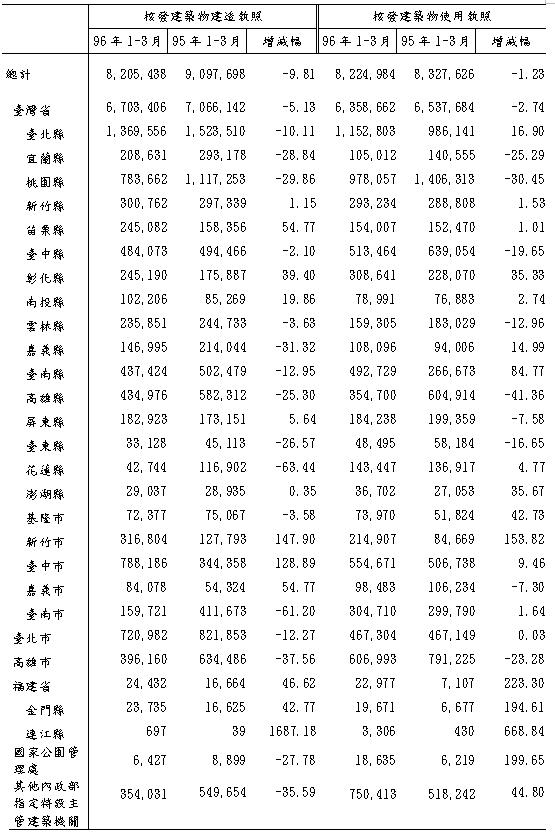 核發建築物建造執照 核發建築物使用執照
96年1-3月 95年1-3月 增減幅 96年1-3月 95年1-3月 增減幅
總計 8,205,438 9,097,698 -9.81 8,224,984 8,327,626 -1.23
臺灣省 6,703,406 7,066,142 -5.13 6,358,662 6,537,684 -2.74
臺北縣 1,369,556 1,523,510 -10.11 1,152,803 986,141 16.90
宜蘭縣 208,631 293,178 -28.84 105,012 140,555 -25.29
桃園縣 783,662 1,117,253 -29.86 978,057 1,406,313 -30.45
新竹縣 300,762 297,339 1.15 293,234 288,808 1.53
苗栗縣 245,082 158,356 54.77 154,007 152,470 1.01
臺中縣 484,073 494,466 -2.10 513,464 639,054 -19.65
彰化縣 245,190 175,887 39.40 308,641 228,070 35.33
南投縣 102,206 85,269 19.86 78,991 76,883 2.74
雲林縣 235,851 244,733 -3.63 159,305 183,029 -12.96
嘉義縣 146,995 214,044 -31.32 108,096 94,006 14.99
臺南縣 437,424 502,479 -12.95 492,729 266,673 84.77
高雄縣 434,976 582,312 -25.30 354,700 604,914 -41.36
屏東縣 182,923 173,151 5.64 184,238 199,359 -7.58
臺東縣 33,128 45,113 -26.57 48,495 58,184 -16.65
花蓮縣 42,744 116,902 -63.44 143,447 136,917 4.77
澎湖縣 29,037 28,935 0.35 36,702 27,053 35.67
基隆市 72,377 75,067 -3.58 73,970 51,824 42.73
新竹市 316,804 127,793 147.90 214,907 84,669 153.82
臺中市 788,186 344,358 128.89 554,671 506,738 9.46
嘉義市 84,078 54,324 54.77 98,483 106,234 -7.30
臺南市 159,721 411,673 -61.20 304,710 299,790 1.64
臺北市 720,982 821,853 -12.27 467,304 467,149 0.03
高雄市 396,160 634,486 -37.56 606,993 791,225 -23.28
福建省 24,432 16,664 46.62 22,977 7,107 223.30
金門縣 23,735 16,625 42.77 19,671 6,677 194.61
連江縣 697 39 1687.18 3,306 430 668.84
國家公園管
理處 6,427 8,899 -27.78 18,635 6,219 199.65
其他內政部
指定特設主 354,031 549,654 -35.59 750,413 518,242 44.80
管建築機關